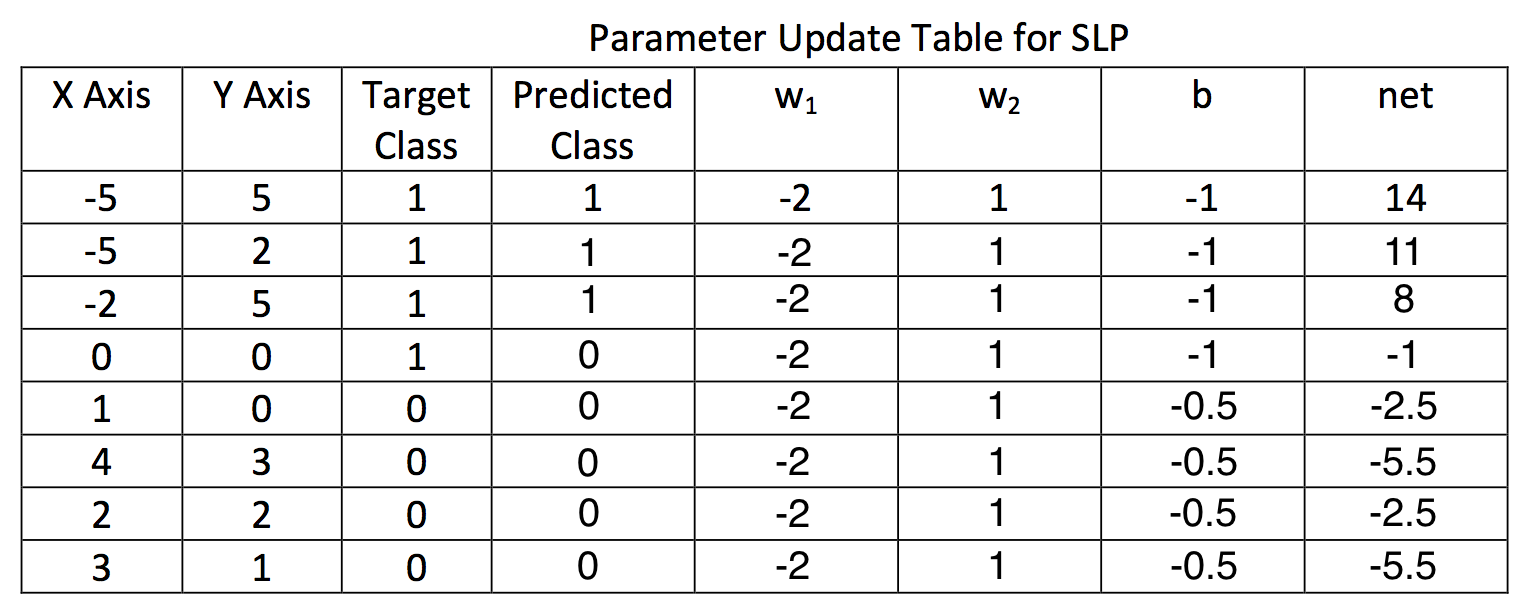 Parameter Update Table for SLP
X Axis Y Axis Target Class Predicted Class w₁ w₂ b net
-5 5 1 1 -2 1 -1 14
-5 2 1 1 -2 1 -1 11
-2 5 1 1 -2 1 -1 8
0 0 1 0 -2 1 -1 -1
1 0 0 0 -2 1 -0.5 -2.5
4 3 0 0 -2 1 -0.5 -5.5
2 2 0 0 -2 1 -0.5 -2.5
3 1 0 0 -2 1 -0.5 -5.5